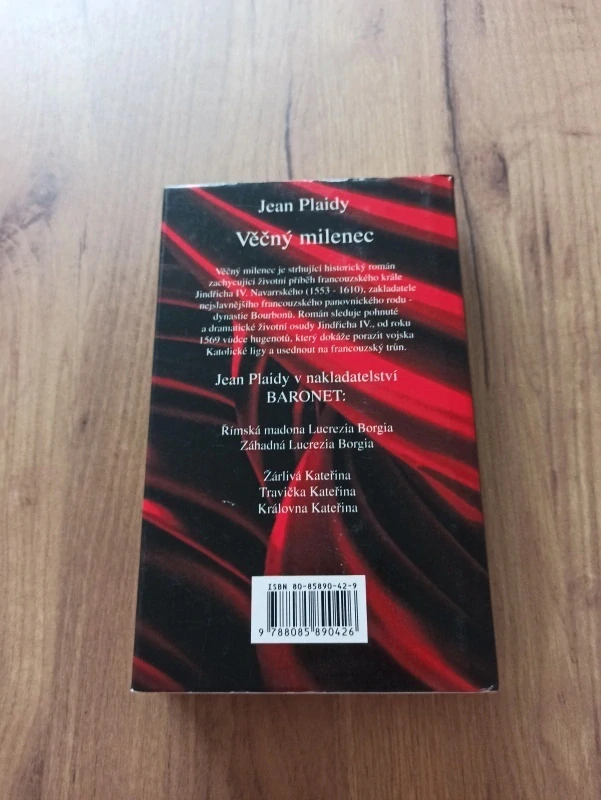 Jean Plaidy
Věčný milenec
Věčný milenec je strhující historický román
zachycující životní příběh francouzského krále
Jindřicha IV. Navarrského (1553 - 1610), zakladatele
nejslavnějšího francouzského panovnického rodu -
dynastie Bourbonů. Román sleduje pohnuté
a dramatické životní osudy Jindřicha IV., od roku
1569 vůdce hugenotů, který dokáže porazit vojska
Katolické ligy a usednout na francouzský trůn.
Jean Plaidy v nakladatelství
BARONET:
Římská madona Lucrezia Borgia
Záhadná Lucrezia Borgia
Žárlivá Kateřina
Travička Kateřina
Královna Kateřina
ISBN 80-85890-42-9
9 788085 890426